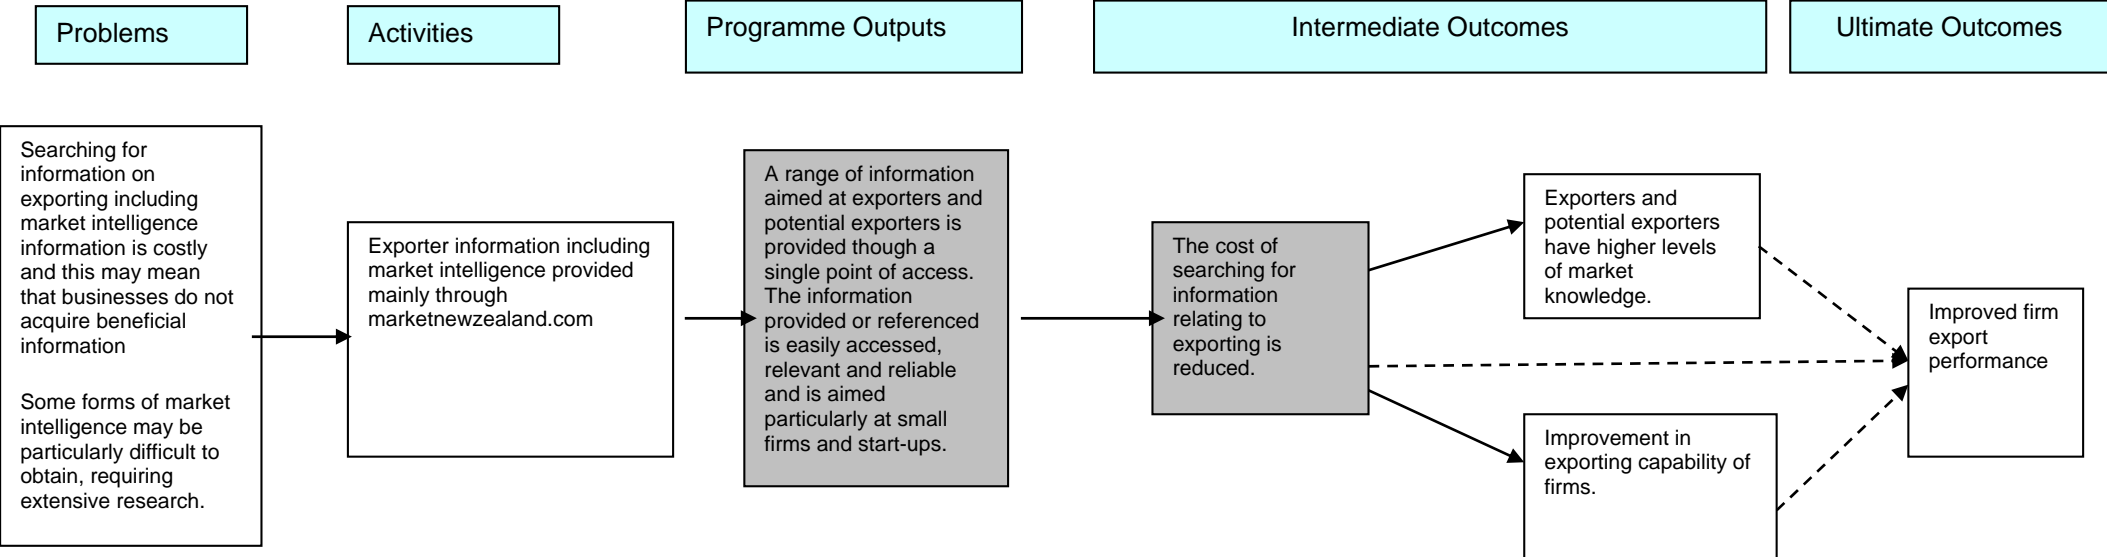 Problems
Activities
Programme Outputs
Intermediate Outcomes
Ultimate Outcomes
Searching for
information on
exporting including
market intelligence
information is costly
and this may mean
that businesses do not
acquire beneficial
information
Some forms of market
intelligence may be
particularly difficult to
obtain, requiring
extensive research.
Exporter information including
market intelligence provided
mainly through
marketnewzealand.com
A range of information
aimed at exporters and
potential exporters is
provided though a
single point of access.
The information
provided or referenced
is easily accessed,
relevant and reliable
and is aimed
particularly at small
firms and start-ups.
The cost of
searching for
information
relating to
exporting is
reduced.
Exporters and
potential exporters
have higher levels
of market
knowledge.
Improvement in
exporting capability of
firms.
Improved firm
export
performance